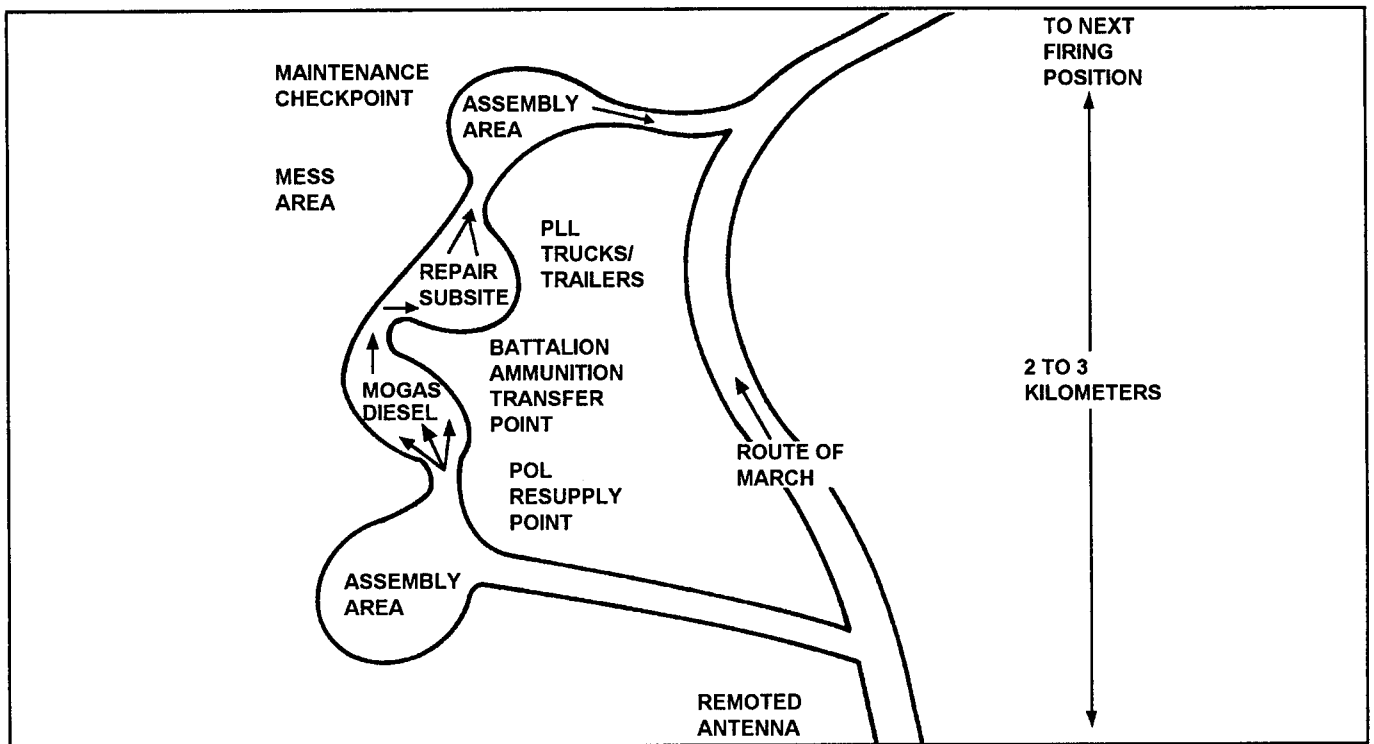 TO NEXT
FIRING
POSITION
MAINTENANCE
CHECKPOINT
ASSEMBLY
AREA
MESS
AREA
PLL
TRUCKS/
TRAILERS
REPAIR
SUBSITE
BATTALION
AMMUNITION
TRANSFER
POINT
2 TO 3
KILOMETERS
MOGAS
DIESEL
ROUTE OF
MARCH
POL
RESUPPLY
POINT
ASSEMBLY
AREA
REMOTED
ANTENNA